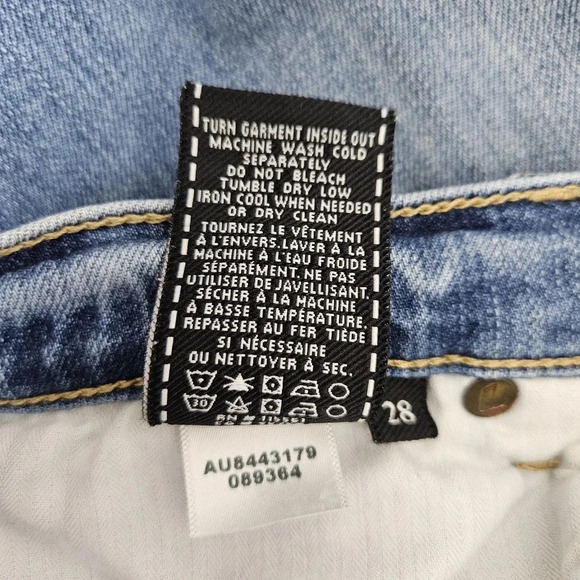 TURN GARMENT INSIDE OUT
MACHINE WASH COLD
SEPARATELY
DO NOT BLEACH
TUMBLE DRY LOW
IRON COOL WHEN NEEDED
OR DRY CLEAN
TOURNEZ LE VÊTEMENT
À L'ENVERS.LAVER À LA
MACHINE À L'EAU FROIDE
SÉPARÉMENT. NE PAS
UTILISER DE JAVELLISANT.
SÉCHER À LA MACHINE
À BASSE TEMPÉRATURE.
REPASSER AU FER TIÈDE
SI NÉCESSAIRE
OU NETTOYER À SEC.
30
RN #
28
AU8443179
089364